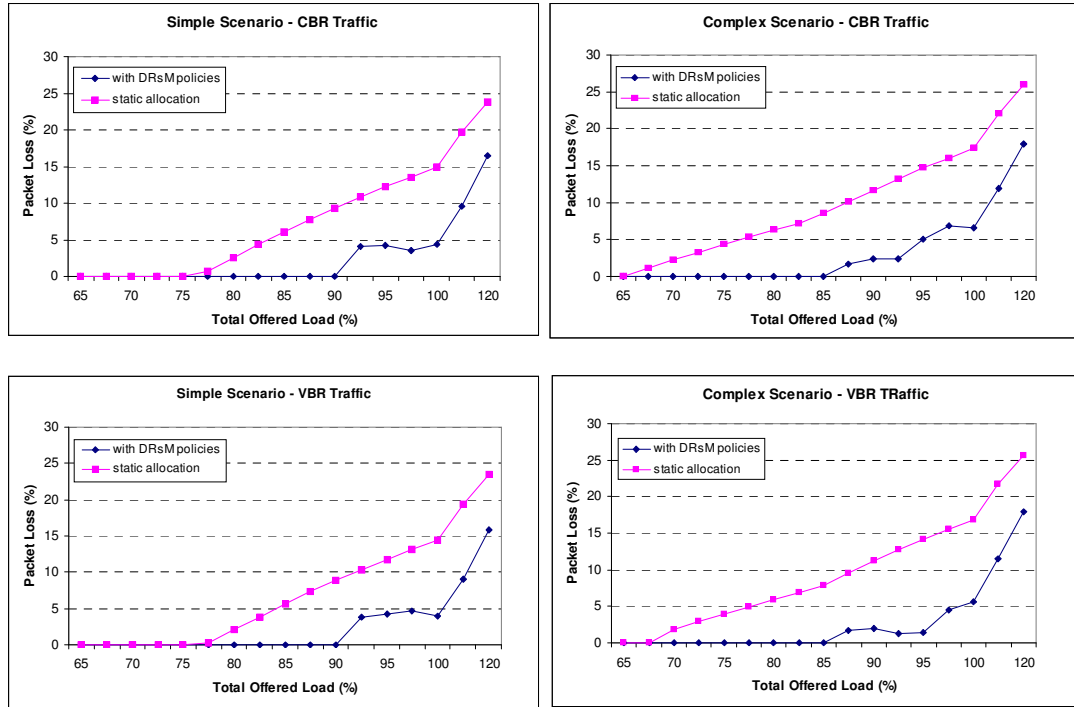 Simple Scenario - CBR Traffic
30
25
20
15
10
5
0
Packet Loss (%)
with DRsM policies
static allocation
65 70 75 80 85 90 95 100 120
Total Offered Load (%)
Complex Scenario - CBR Traffic
30
25
20
15
10
5
0
Packet Loss (%)
with DRsM policies
static allocation
65 70 75 80 85 90 95 100 120
Total Offered Load (%)
Simple Scenario - VBR Traffic
30
25
20
15
10
5
0
Packet Loss (%)
with DRsM policies
static allocation
65 70 75 80 85 90 95 100 120
Total Offered Load (%)
Complex Scenario - VBR TRaffic
30
25
20
15
10
5
0
Packet Loss (%)
with DRsM policies
static allocation
65 70 75 80 85 90 95 100 120
Total Offered Load (%)